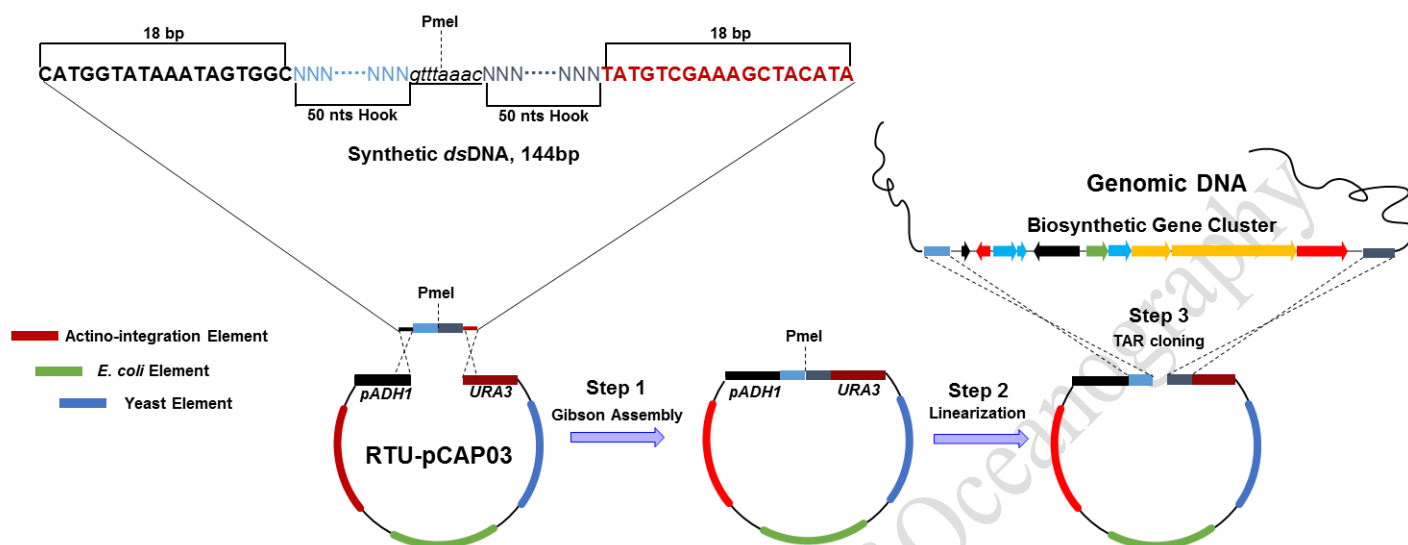 PmeI
18 bp
18 bp
CATGGTATAAATAGTGGCNNN·····NNNgtttaaacNNN·····NNNTATGTCGAAAGCTACATA
50 nts Hook
50 nts Hook
Synthetic dsDNA, 144bp
Genomic DNA
Biosynthetic Gene Cluster
PmeI
PmeI
Step 3
TAR cloning
Actino-integration Element
E. coli Element
Yeast Element
pADH1
URA3
RTU-pCAP03
Step 1
Gibson Assembly
pADH1
URA3
Step 2
Linearization
Oceanography